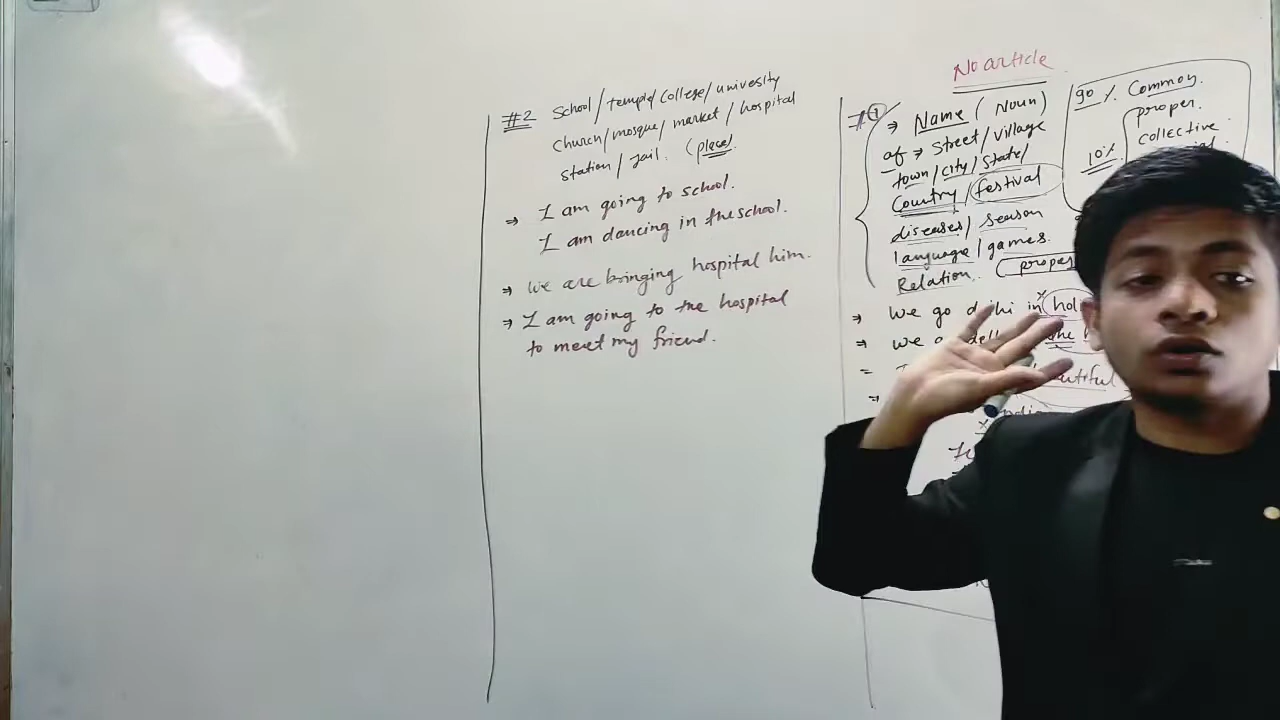 No article
#2 School/temple/college/univesity
church/mosque/market/hospital
station/jail. (place).
⇒ I am going to school.
I am dancing in the school.
⇒ we are bringing hospital him.
⇒ I am going to the hospital
to meet my friend.
#① ⇒ Name (Noun)
of ⇒ street/village
town/city/state/
Country/festival
diseases/season
language/games.
Relation. proper
⇒ we go in hol
⇒ we
90 % Common
proper.
collective
10%